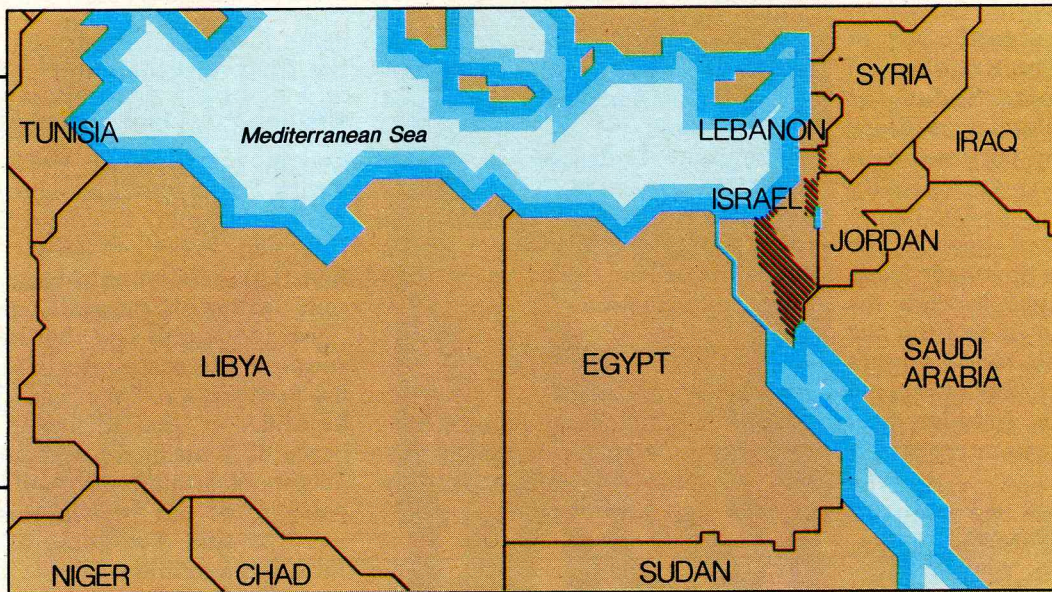 SYRIA
TUNISIA
Mediterranean Sea
LEBANON
IRAQ
ISRAEL
JORDAN
LIBYA
EGYPT
SAUDI
ARABIA
NIGER
CHAD
SUDAN